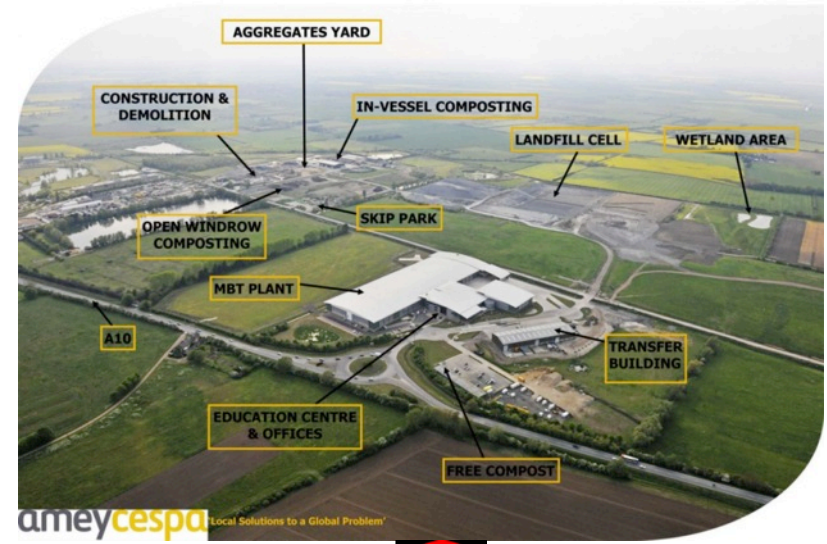 AGGREGATES YARD
CONSTRUCTION &
DEMOLITION
IN-VESSEL COMPOSTING
LANDFILL CELL
WETLAND AREA
OPEN WINDROW
COMPOSTING
SKIP PARK
MBT PLANT
A10
TRANSFER
BUILDING
EDUCATION CENTRE
& OFFICES
FREE COMPOST
ameycespa 'Local Solutions to a Global Problem'